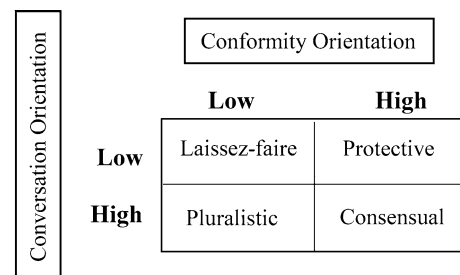 Conformity Orientation
Conversation Orientation
Low High
Low Laissez-faire Protective
High Pluralistic Consensual